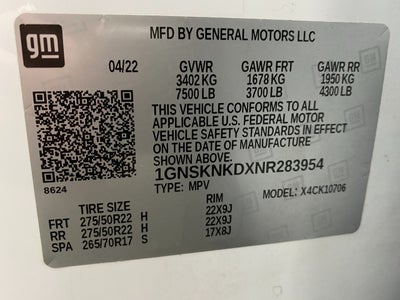 gm
MFD BY GENERAL MOTORS LLC
04/22 GVWR GAWR FRT GAWR RR
3402 KG 1678 KG 1950 KG
7500 LB 3700 LB 4300 LB
THIS VEHICLE CONFORMS TO ALL
APPLICABLE U.S. FEDERAL MOTOR
VEHICLE SAFETY STANDARDS IN EFFECT
ON THE DATE OF MANUFACTURE
SHOWN ABOVE.
1GNSKNKDXNR283954
8624
TYPE: MPV MODEL: X4CK10706
TIRE SIZE RIM
FRT 275/50R22 H 22X9J
RR 275/50R22 H 22X9J
SPA 265/70R17 S 17X8J